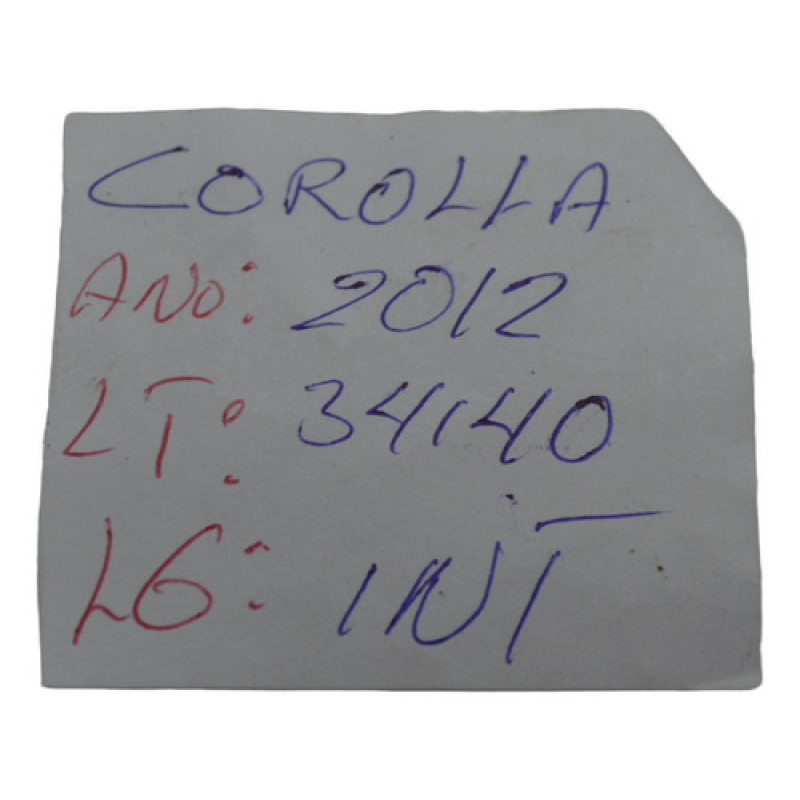 COROLLA
ANO: 2012
LT: 34140
LG: INT